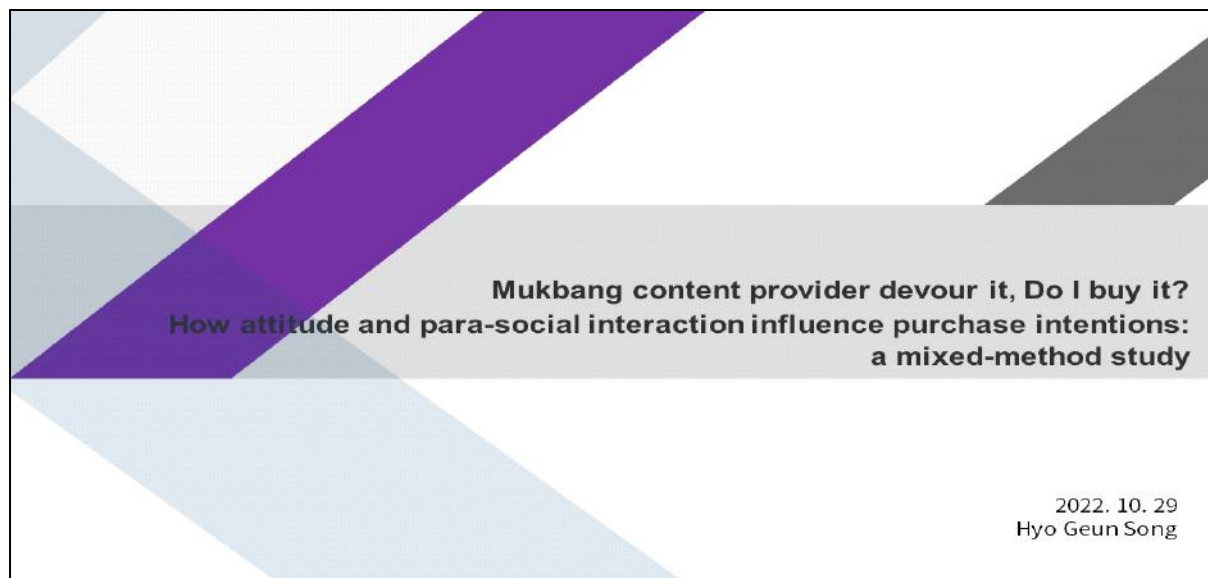 Mukbang content provider devour it, Do I buy it?
How attitude and para-social interaction influence purchase intentions:
a mixed-method study
2022. 10. 29
Hyo Geun Song